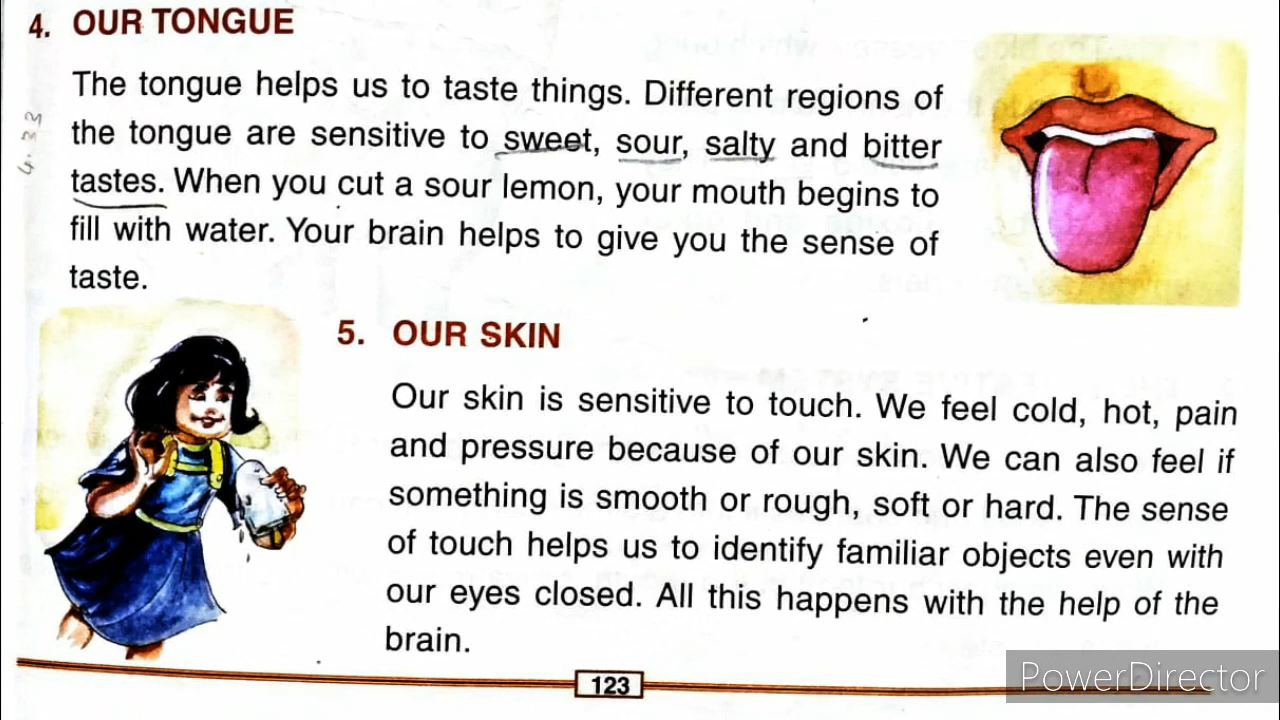 4. OUR TONGUE
The tongue helps us to taste things. Different regions of
the tongue are sensitive to sweet, sour, salty and bitter
tastes. When you cut a sour lemon, your mouth begins to
fill with water. Your brain helps to give you the sense of
taste.
4.33
5. OUR SKIN
Our skin is sensitive to touch. We feel cold, hot, pain
and pressure because of our skin. We can also feel if
something is smooth or rough, soft or hard. The sense
of touch helps us to identify familiar objects even with
our eyes closed. All this happens with the help of the
brain.
123
PowerDirector